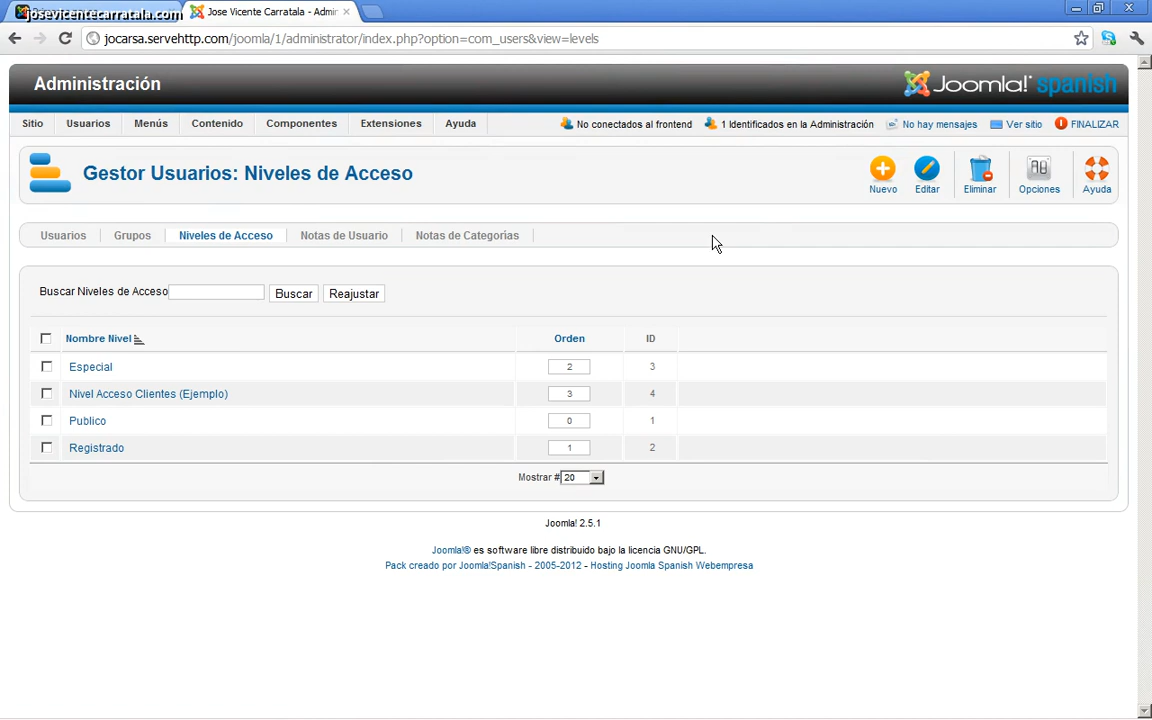 josevicentecarratala.com
Jose Vicente Carratala - Admir
jocarsa.servehttp.com/joomla/1/administrator/index.php?option=com_users&view=levels
Administración
Joomla! spanish
Sitio Usuarios Menús Contenido Componentes Extensiones Ayuda No conectados al frontend 1 Identificados en la Administración No hay mensajes Ver sitio FINALIZAR
Gestor Usuarios: Niveles de Acceso
Nuevo Editar Eliminar Opciones Ayuda
Usuarios Grupos Niveles de Acceso Notas de Usuario Notas de Categorías
Buscar Niveles de Acceso Buscar Reajustar
Nombre Nivel Orden ID
Especial 2 3
Nivel Acceso Clientes (Ejemplo) 3 4
Publico 0 1
Registrado 1 2
Mostrar # 20
Joomla! 2.5.1
Joomla!® es software libre distribuido bajo la licencia GNU/GPL.
Pack creado por Joomla!Spanish - 2005-2012 - Hosting Joomla Spanish Webempresa